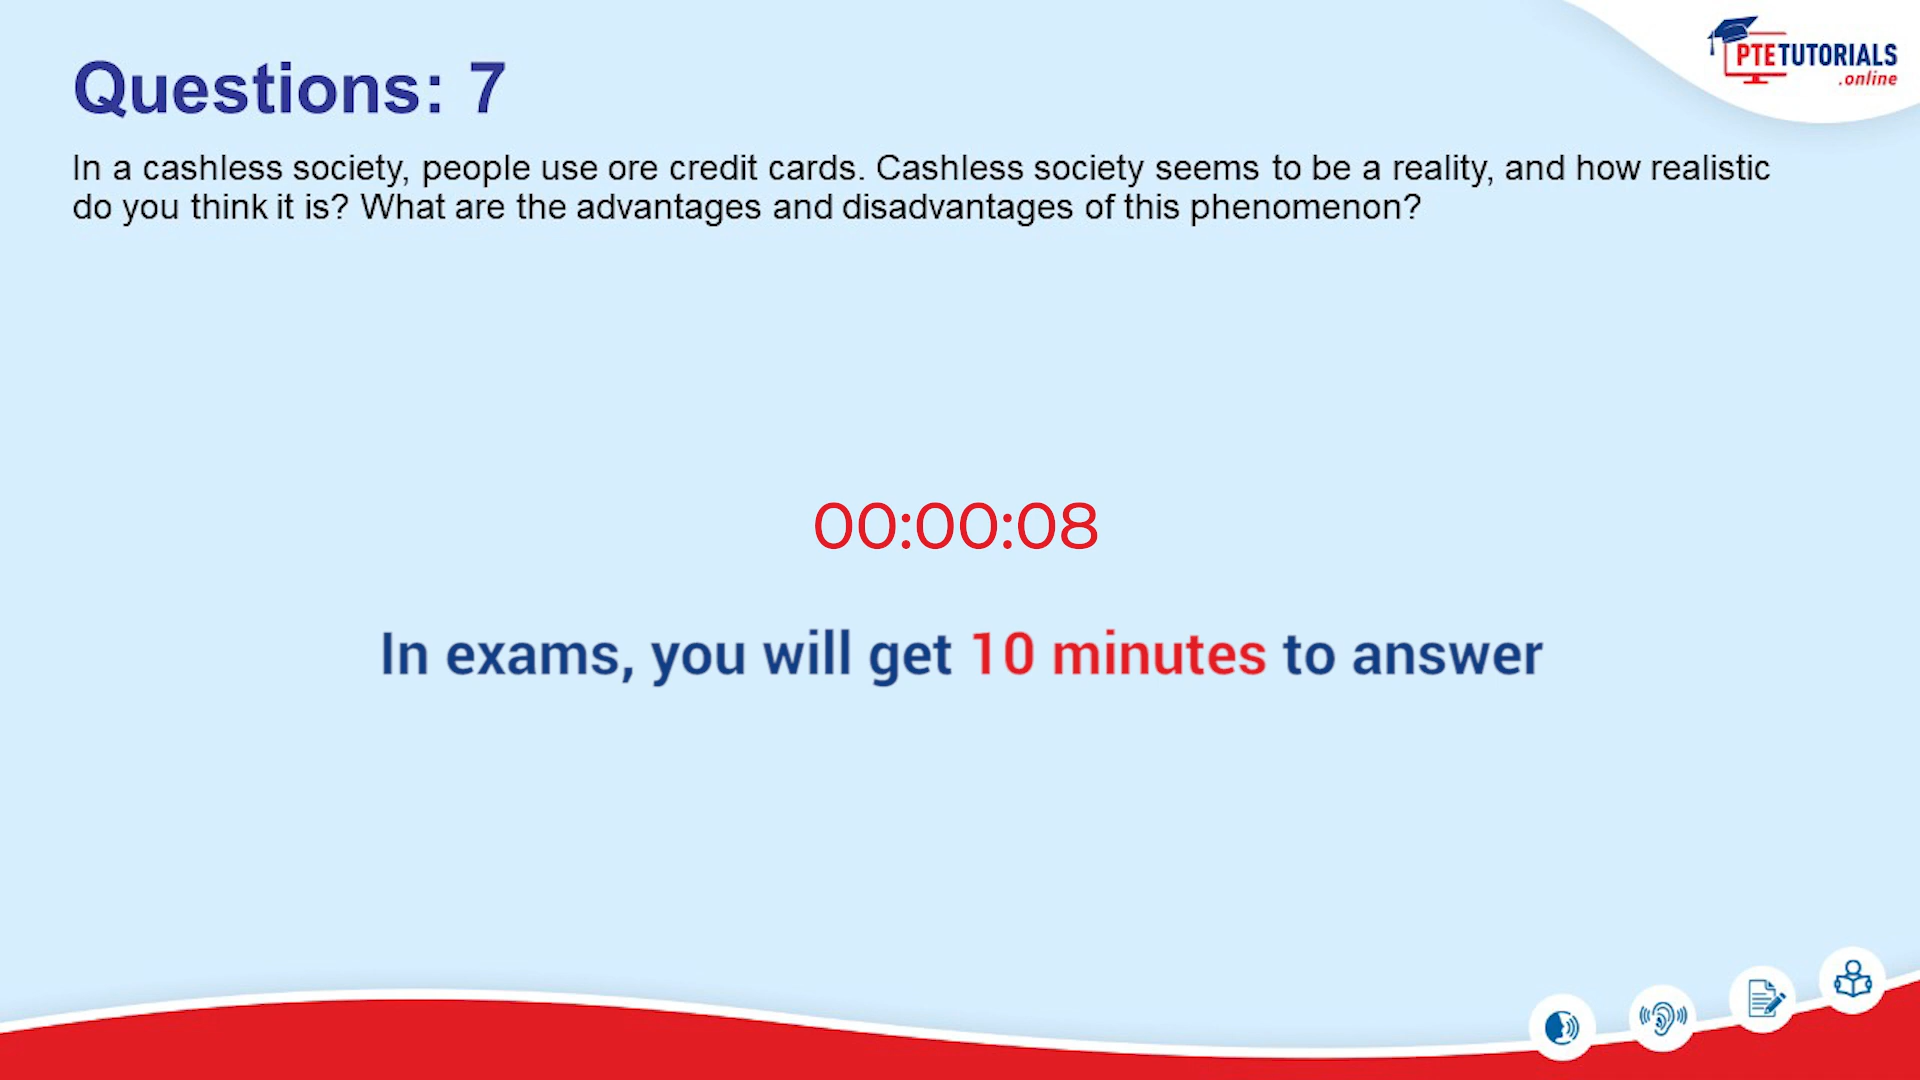 PTETUTORIALS
.online
Questions: 7
In a cashless society, people use ore credit cards. Cashless society seems to be a reality, and how realistic
do you think it is? What are the advantages and disadvantages of this phenomenon?
00:00:08
In exams, you will get 10 minutes to answer